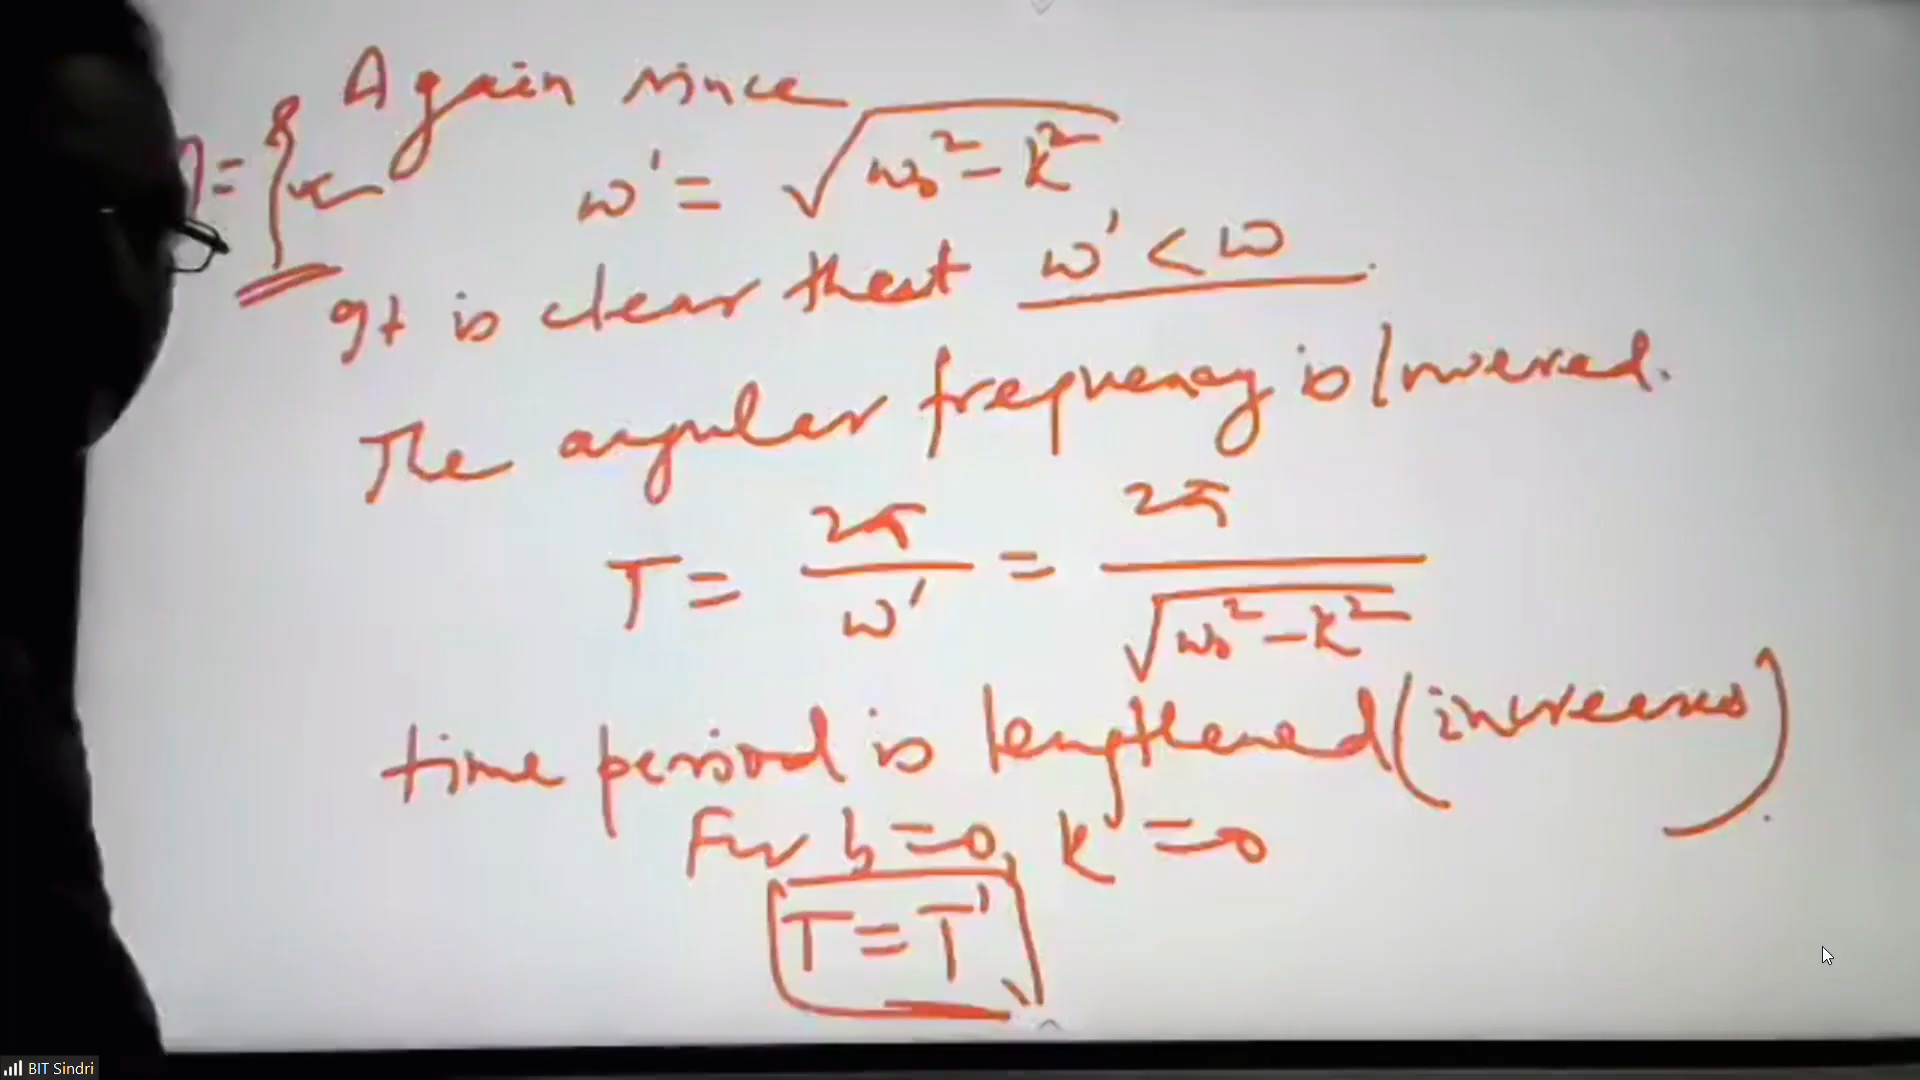 Again since
ω' = √ω₀² - k²
It is clear that ω' < ω
The angular frequency is lowered.
T = 2π/ω' = 2π/√ω₀² - k²
time period is lengthened (increases)
For b = 0, k = 0
T = T'
BIT Sindri